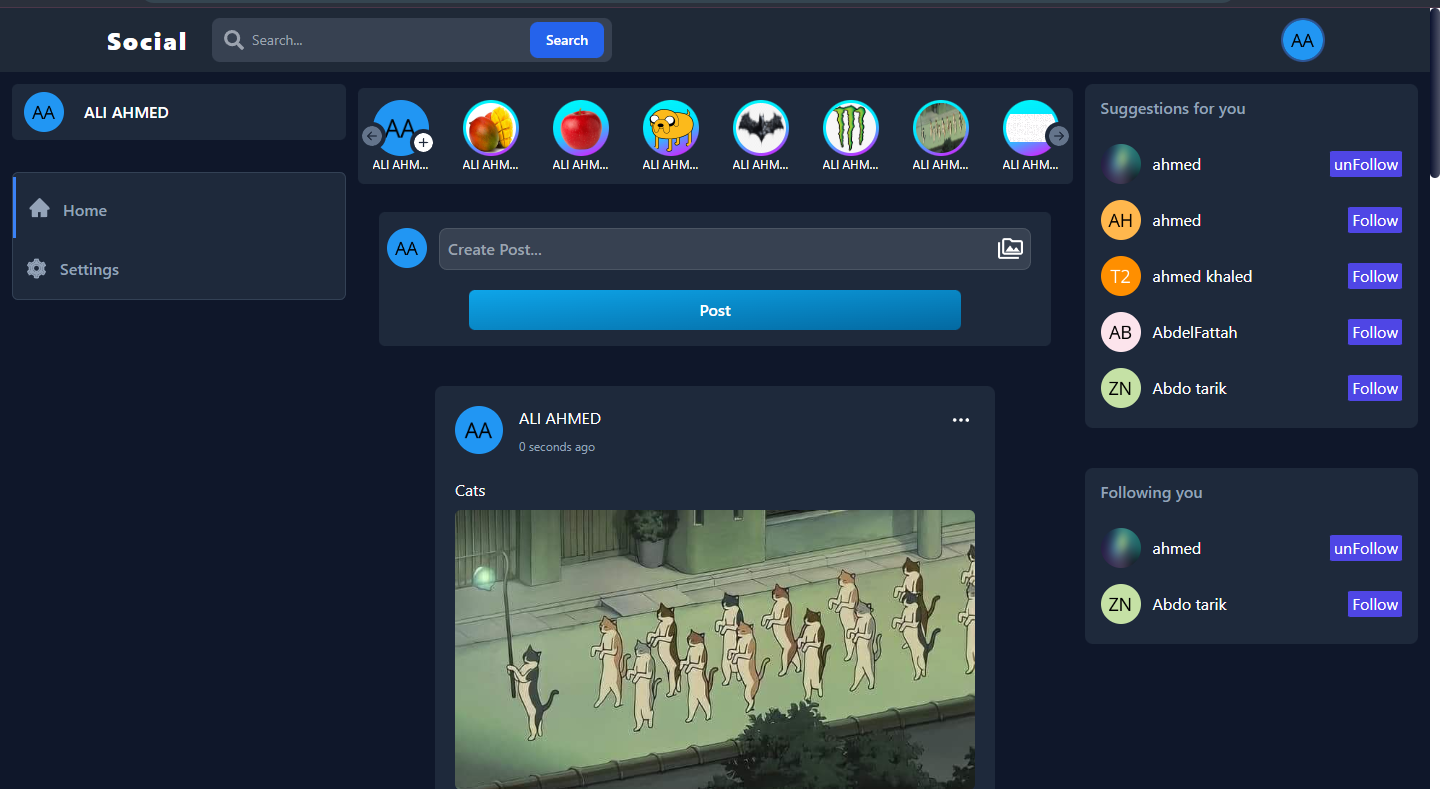 Social
Search...
Search
AA
AA
ALI AHMED
Home
Settings
AA
ALI AHM...
ALI AHM...
ALI AHM...
ALI AHM...
ALI AHM...
ALI AHM...
ALI AHM...
ALI AHM...
AA
Create Post...
Post
AA
ALI AHMED
0 seconds ago
Cats
Suggestions for you
ahmed
unFollow
AH
ahmed
Follow
T2
ahmed khaled
Follow
AB
AbdelFattah
Follow
ZN
Abdo tarik
Follow
Following you
ahmed
unFollow
ZN
Abdo tarik
Follow